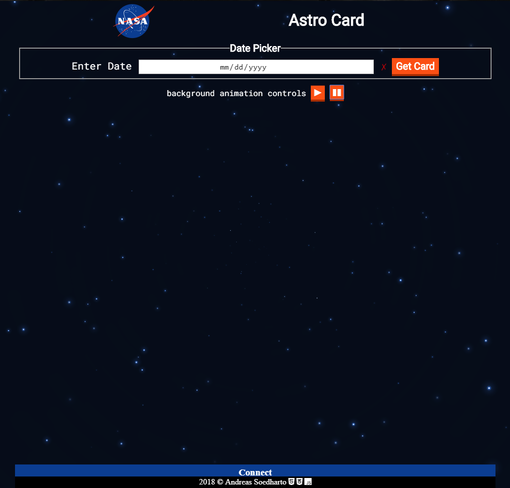 NASA
Astro Card
Date Picker
Enter Date mm/dd/yyyy X Get Card
background animation controls
Connect
2018 © Andreas Soedharto